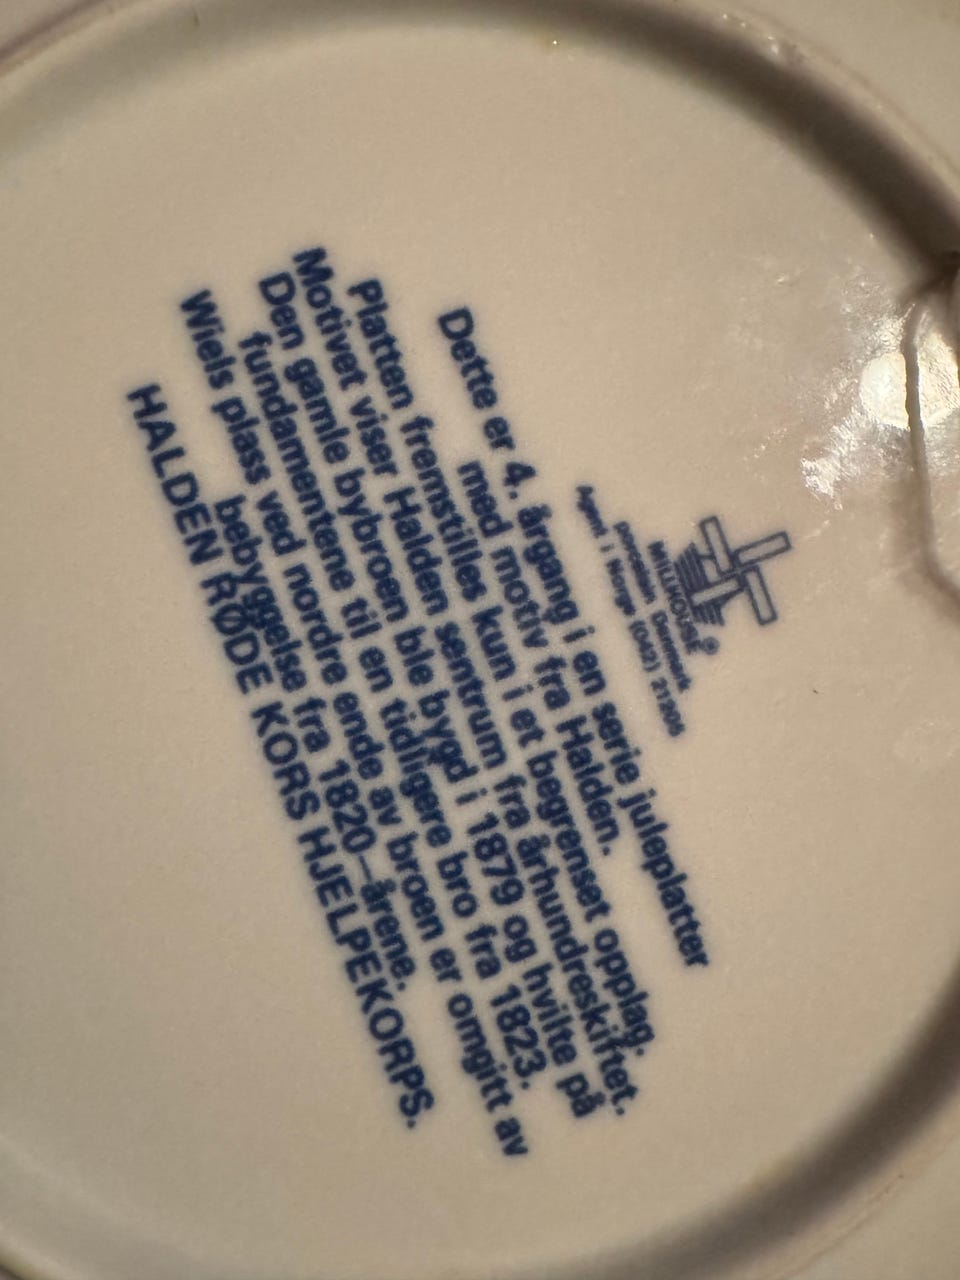 MILLHOUSE®
porcelain Denmark
Agent i Norge (042) 21205
Dette er 4. årgang i en serie juleplatter
med motiv fra Halden.
Platten fremstilles kun i et begrenset opplag.
Motivet viser Halden sentrum fra århundreskiftet.
Den gamle bybroen ble bygd i 1879 og hvilte på
fundamentene til en tidligere bro fra 1823.
Wiels plass ved nordre ende av broen er omgitt av
bebyggelse fra 1820–årene.
HALDEN RØDE KORS HJELPEKORPS.